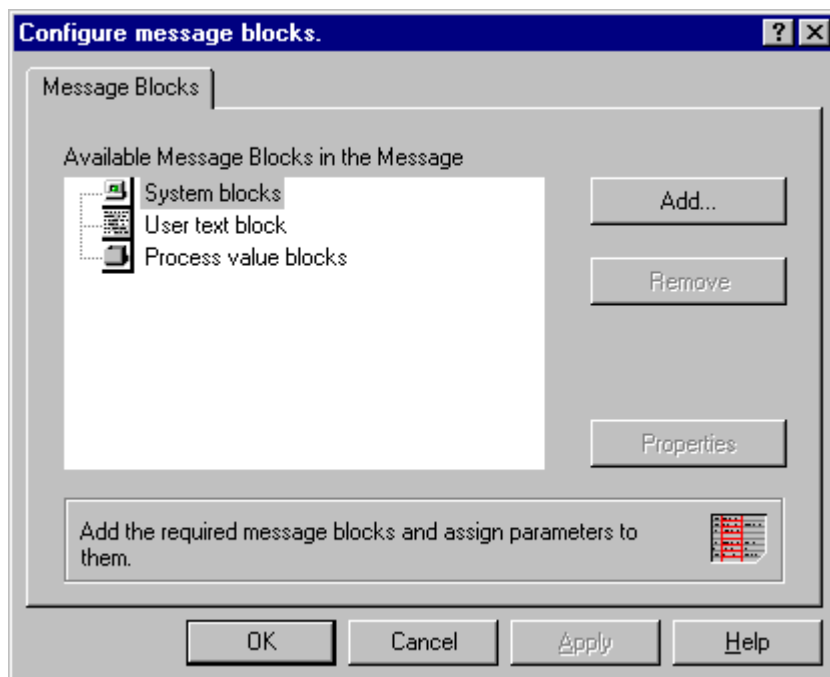 Configure message blocks.
Message Blocks
Available Message Blocks in the Message
System blocks
User text block
Process value blocks
Add...
Remove
Properties
Add the required message blocks and assign parameters to
them.
OK
Cancel
Apply
Help